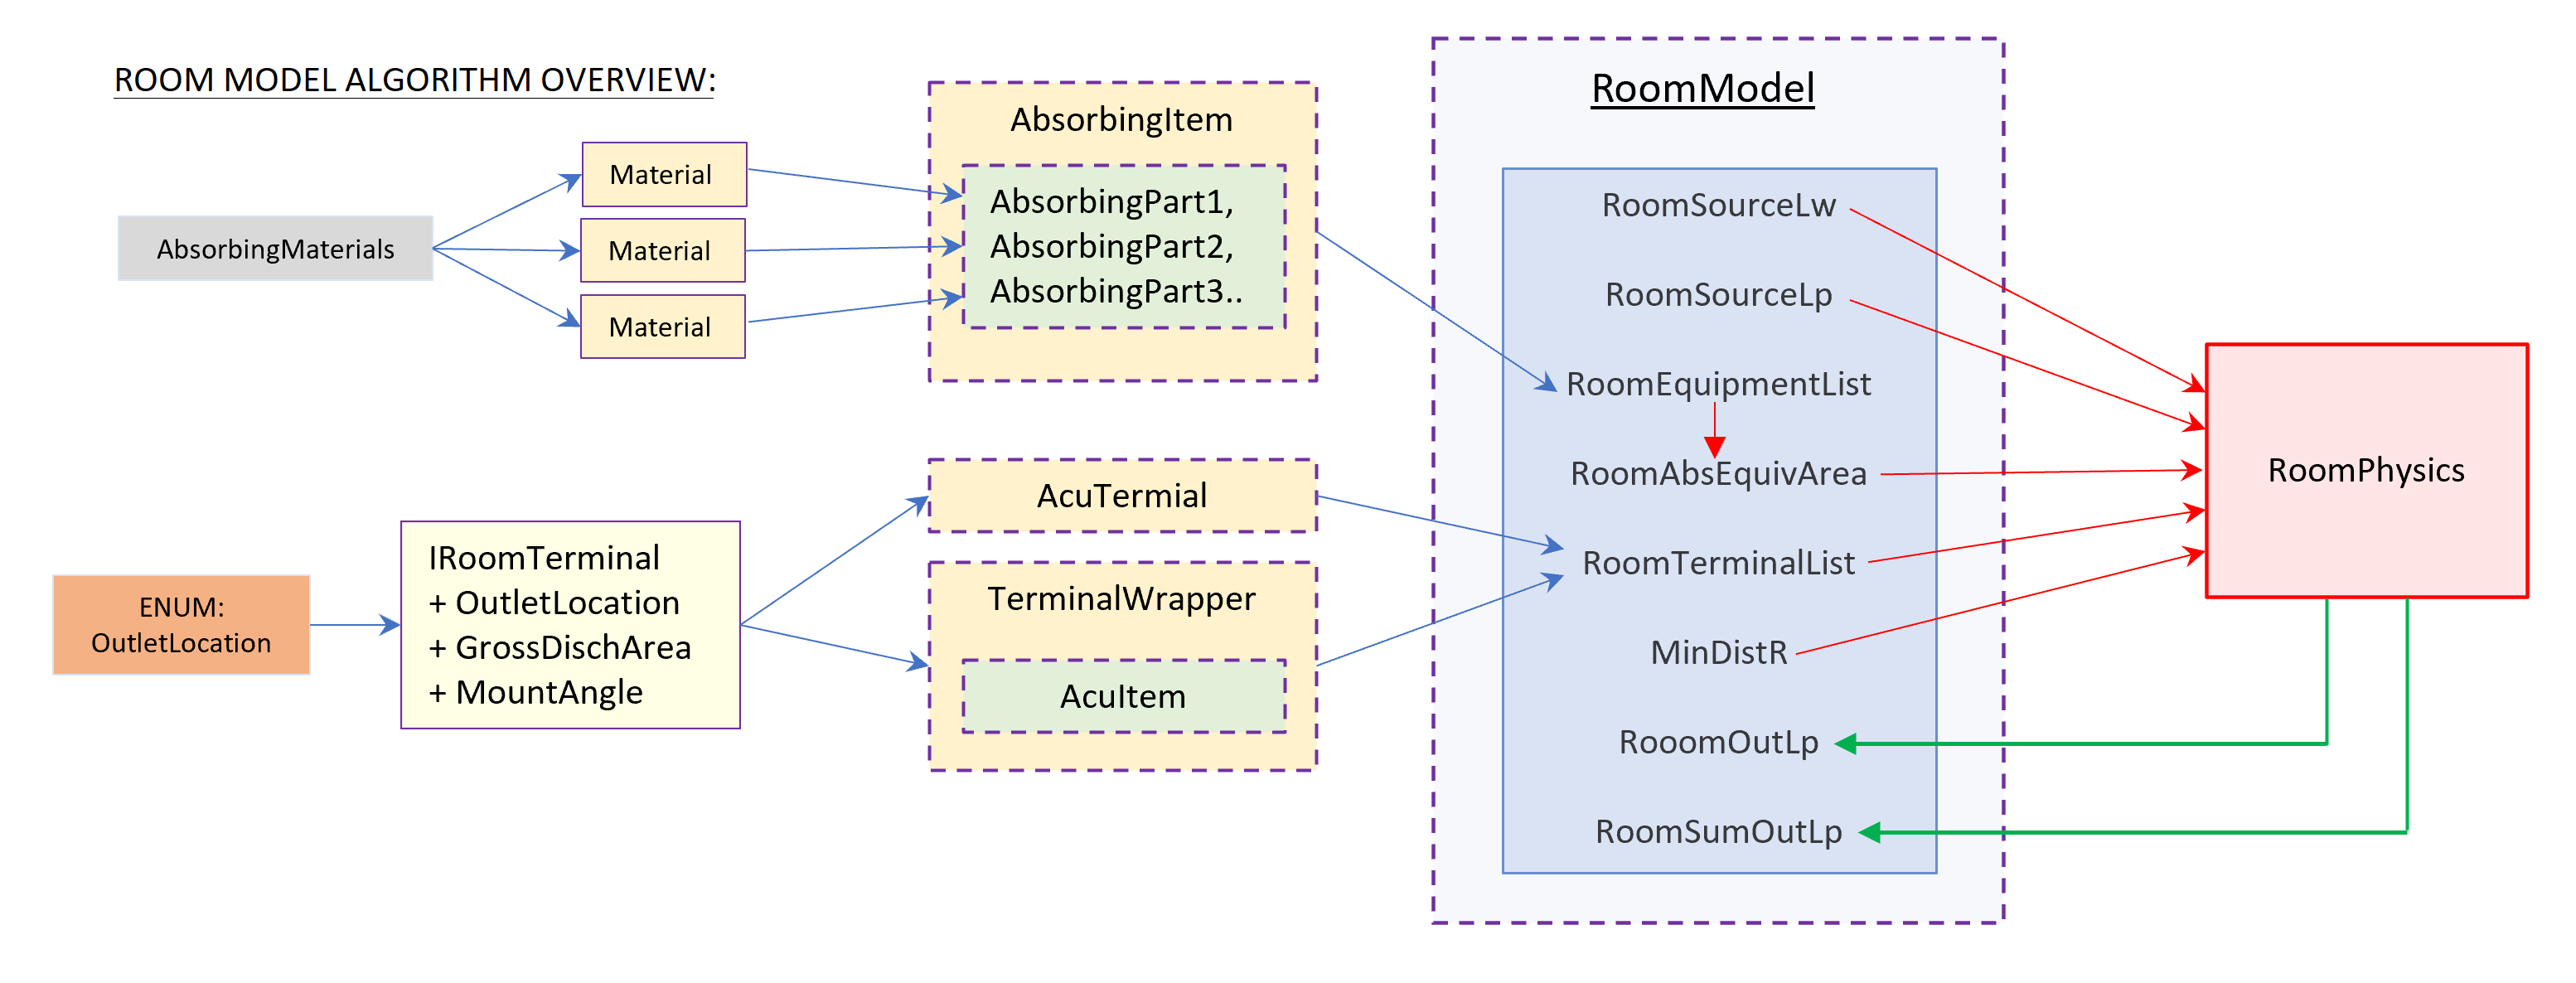 ROOM MODEL ALGORITHM OVERVIEW:
AbsorbingMaterials
Material
Material
Material
AbsorbingItem
AbsorbingPart1,
AbsorbingPart2,
AbsorbingPart3..
ENUM:
OutletLocation
IRoomTerminal
+ OutletLocation
+ GrossDischArea
+ MountAngle
AcuTermial
TerminalWrapper
AcuItem
RoomModel
RoomSourceLw
RoomSourceLp
RoomEquipmentList
RoomAbsEquivArea
RoomTerminalList
MinDistR
RooomOutLp
RoomSumOutLp
RoomPhysics